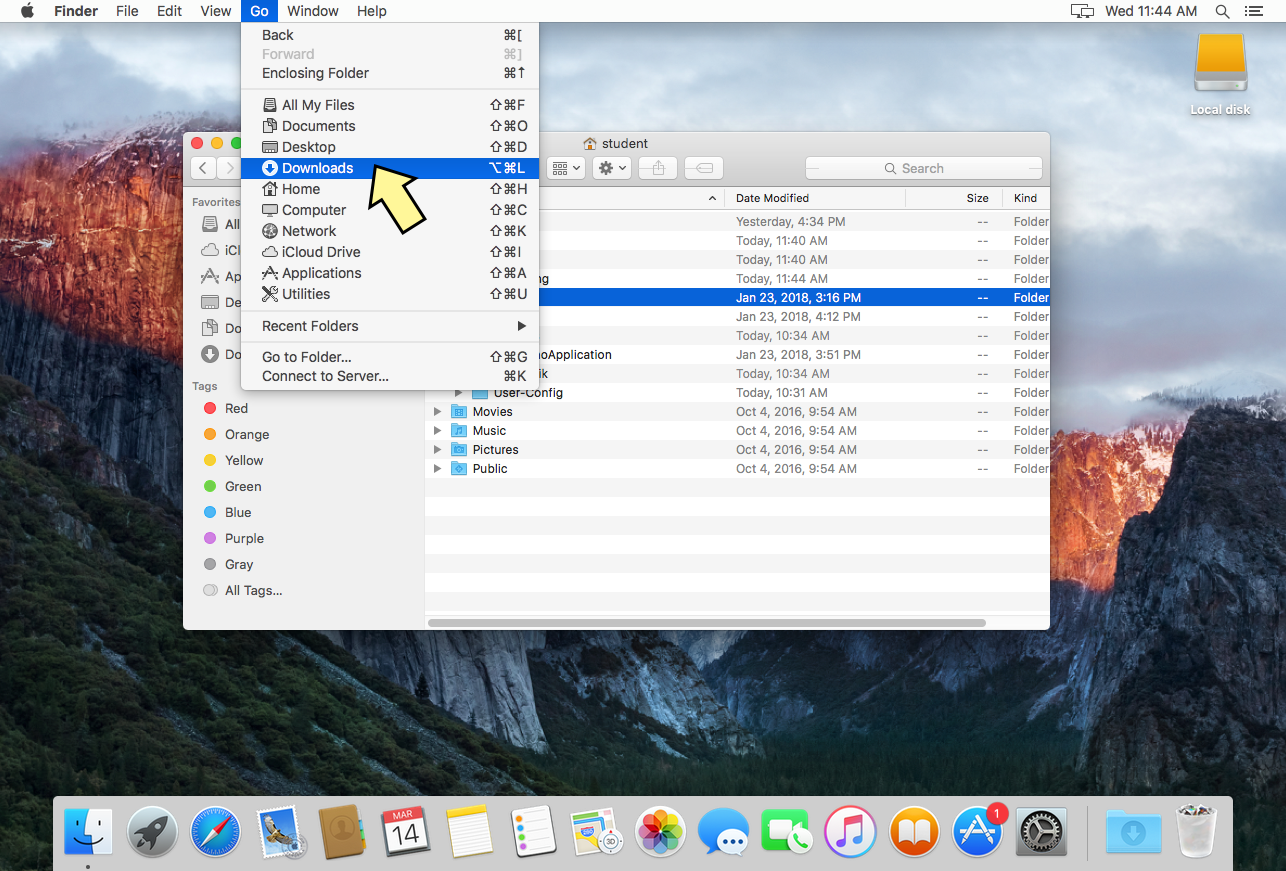 Finder File Edit View Go Window Help Wed 11:44 AM
Back ⌘[
Forward ⌘]
Enclosing Folder ⌘↑
All My Files ⇧⌘F
Documents ⇧⌘O
Desktop ⇧⌘D
Downloads ⌥⌘L
Home ⇧⌘H
Computer ⇧⌘C
Network ⇧⌘K
iCloud Drive ⇧⌘I
Applications ⇧⌘A
Utilities ⇧⌘U
Recent Folders
Go to Folder... ⇧⌘G
Connect to Server... ⌘K
Local disk
student
Search
Favorites
All
iCl
Ap
De
Do
Do
Tags
Red
Orange
Yellow
Green
Blue
Purple
Gray
All Tags...
Date Modified Size Kind
Yesterday, 4:34 PM -- Folder
Today, 11:40 AM -- Folder
Today, 11:40 AM -- Folder
ng Today, 11:44 AM -- Folder
Jan 23, 2018, 3:16 PM -- Folder
Jan 23, 2018, 4:12 PM -- Folder
Today, 10:34 AM -- Folder
noApplication Jan 23, 2018, 3:51 PM -- Folder
ik Today, 10:34 AM -- Folder
User-Config Today, 10:31 AM -- Folder
Movies Oct 4, 2016, 9:54 AM -- Folder
Music Oct 4, 2016, 9:54 AM -- Folder
Pictures Oct 4, 2016, 9:54 AM -- Folder
Public Oct 4, 2016, 9:54 AM -- Folder
MAR
14
3D
1